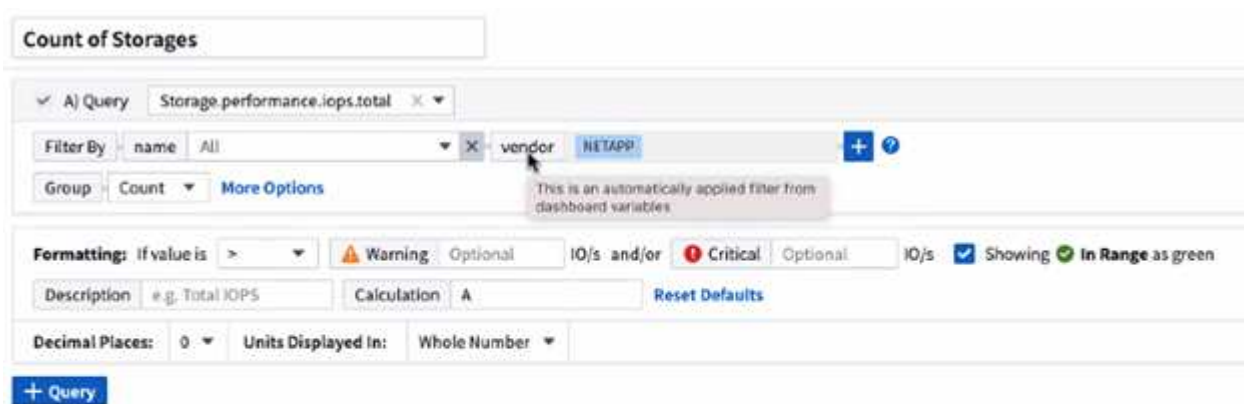 Count of Storages
A) Query Storage.performance.iops.total
Filter By name All vendor NETAPP
Group Count More Options
This is an automatically applied filter from
dashboard variables
Formatting: If value is > Warning Optional IO/s and/or Critical Optional IO/s Showing In Range as green
Description e.g. Total IOPS Calculation A Reset Defaults
Decimal Places: 0 Units Displayed In: Whole Number
+ Query